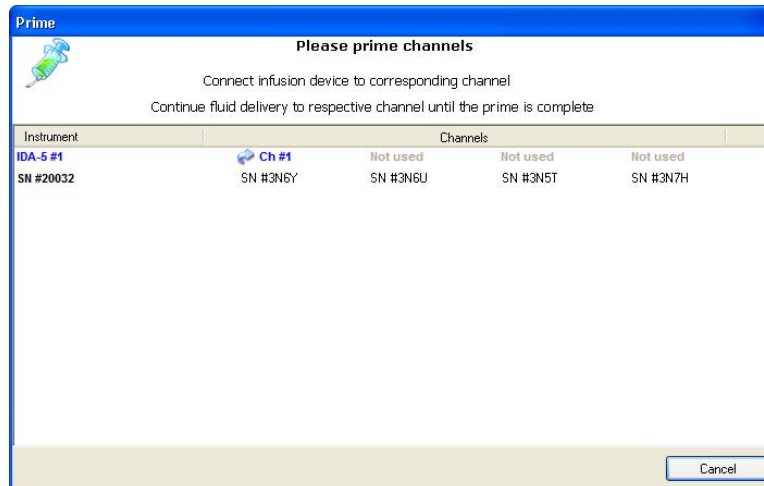 Prime
Please prime channels
Connect infusion device to corresponding channel
Continue fluid delivery to respective channel until the prime is complete
Instrument Channels
IDA-5 #1 Ch #1 Not used Not used Not used
SN #20032 SN #3N6Y SN #3N6U SN #3N5T SN #3N7H
Cancel